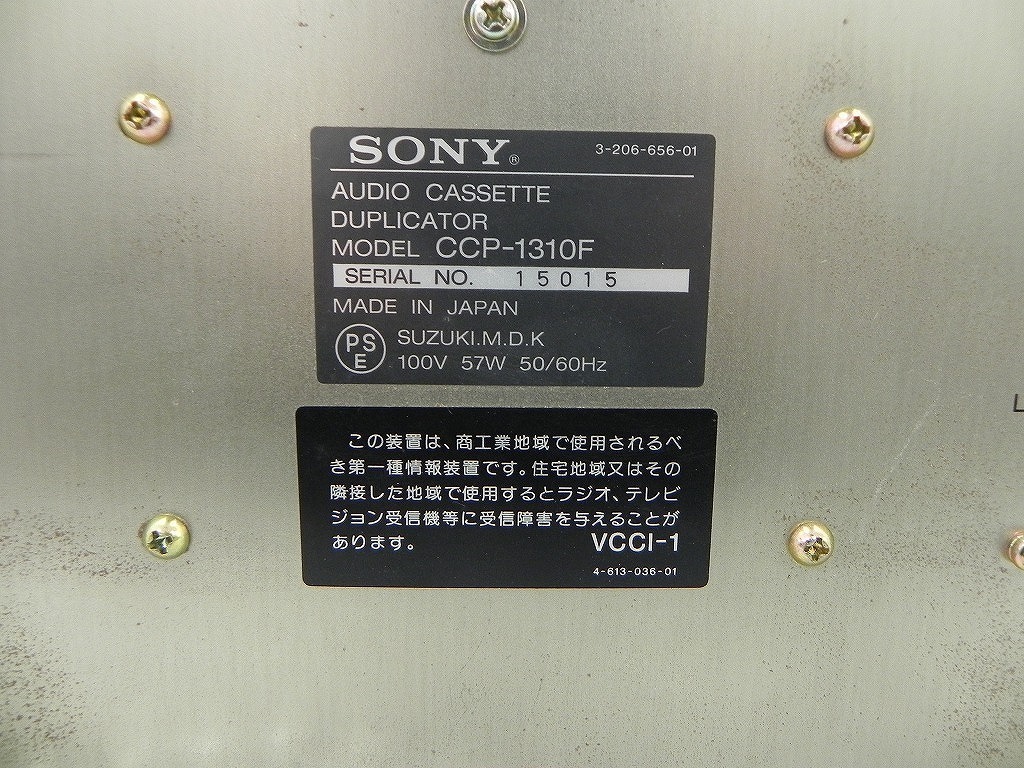 SONY®
3-206-656-01
AUDIO CASSETTE
DUPLICATOR
MODEL CCP-1310F
SERIAL NO. 15015
MADE IN JAPAN
PSE
SUZUKI.M.D.K
100V 57W 50/60Hz
この装置は、商工業地域で使用されるべ
き第一種情報装置です。住宅地域又はその
隣接した地域で使用するとラジオ、テレビ
ジョン受信機等に受信障害を与えることが
あります。
VCCI-1
4-613-036-01